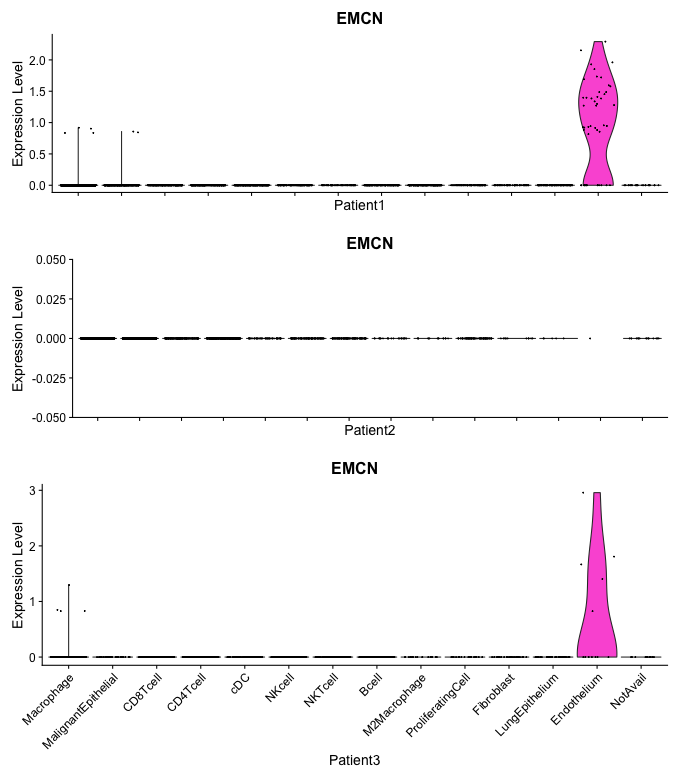 EMCN
Expression Level
2.0
1.5
1.0
0.5
0.0
Patient1
EMCN
Expression Level
0.050
0.025
0.000
-0.025
-0.050
Patient2
EMCN
Expression Level
3
2
1
0
Macrophage
MalignantEpithelial
CD8Tcell
CD4Tcell
cDC
NKcell
NKTcell
Bcell
M2Macrophage
ProliferatingCell
Fibroblast
LungEpithelium
Endothelium
NotAvail
Patient3